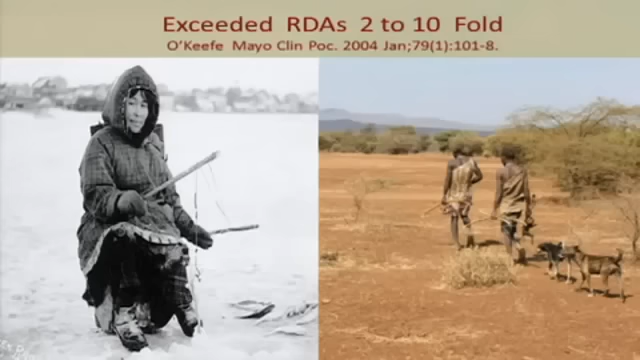 Exceeded RDAs 2 to 10 Fold
O'Keefe Mayo Clin Poc. 2004 Jan;79(1):101-8.